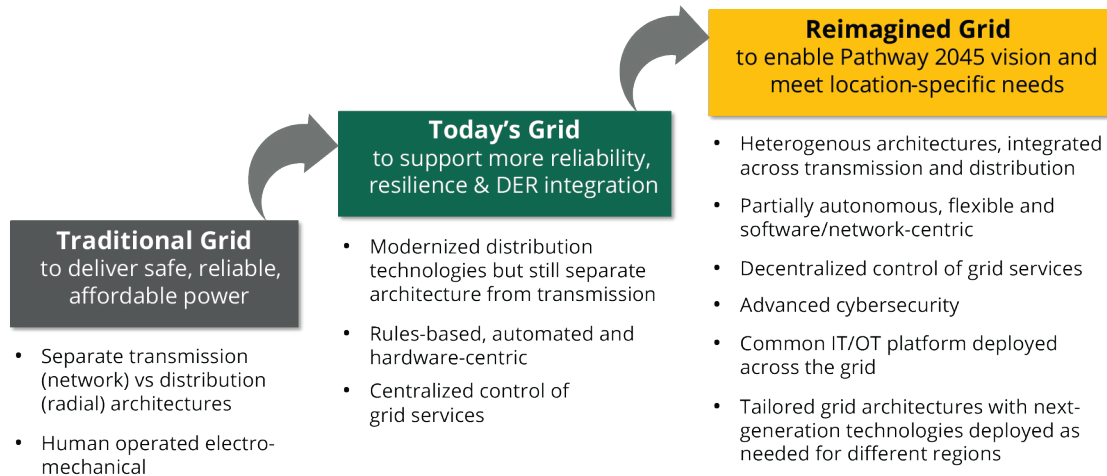 Traditional Grid
to deliver safe, reliable,
affordable power
• Separate transmission
(network) vs distribution
(radial) architectures
• Human operated electro-
mechanical
Today’s Grid
to support more reliability,
resilience & DER integration
• Modernized distribution
technologies but still separate
architecture from transmission
• Rules-based, automated and
hardware-centric
• Centralized control of
grid services
Reimagined Grid
to enable Pathway 2045 vision and
meet location-specific needs
• Heterogenous architectures, integrated
across transmission and distribution
• Partially autonomous, flexible and
software/network-centric
• Decentralized control of grid services
• Advanced cybersecurity
• Common IT/OT platform deployed
across the grid
• Tailored grid architectures with next-
generation technologies deployed as
needed for different regions